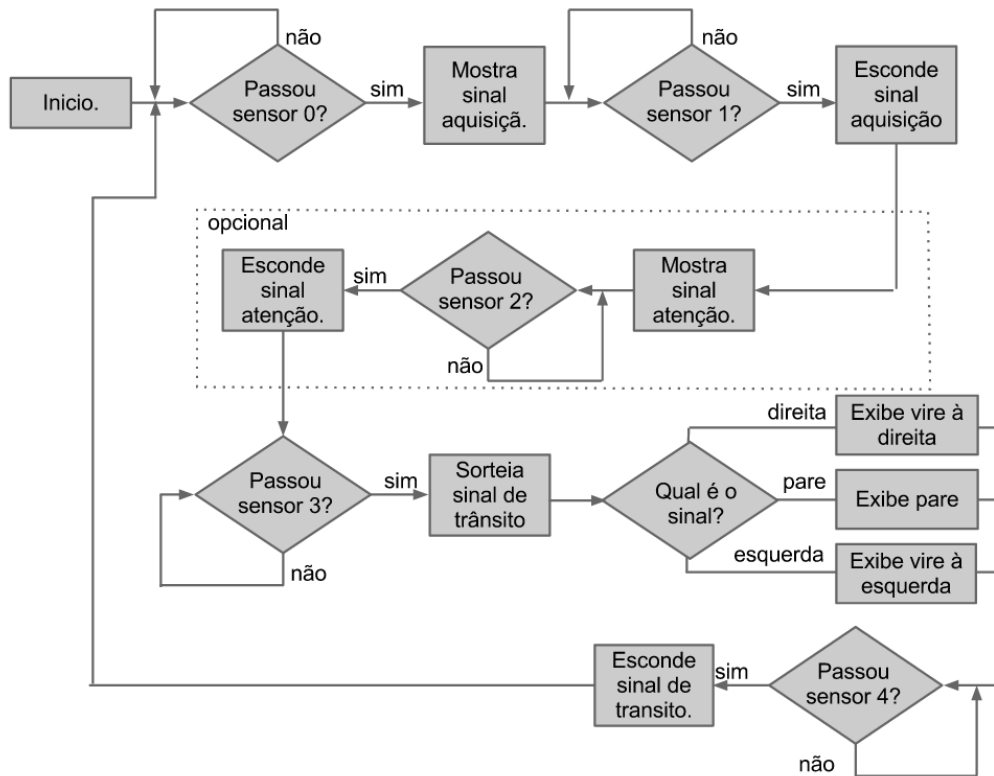 não
não
Inicio.
Passou
sensor 0?
sim
Mostra
sinal
aquisiçã.
Passou
sensor 1?
sim
Esconde
sinal
aquisição
opcional
Esconde
sinal
atenção.
sim
Passou
sensor 2?
não
Mostra
sinal
atenção.
Passou
sensor 3?
não
sim
Sorteia
sinal de
trânsito
Qual é o
sinal?
direita
Exibe vire à
direita
pare
Exibe pare
esquerda
Exibe vire à
esquerda
Esconde
sinal de
transito.
sim
Passou
sensor 4?
não